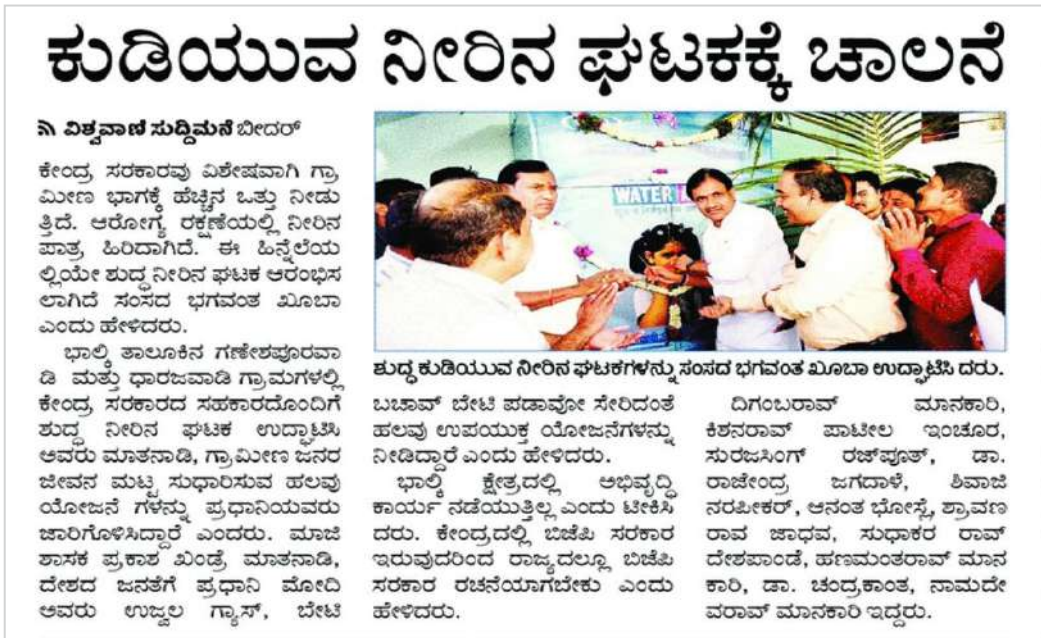 ಕುಡಿಯುವ ನೀರಿನ ಘಟಕಕ್ಕೆ ಚಾಲನೆ
ವಿಶ್ವವಾಣಿ ಸುದ್ದಿಮನೆ ಬೀದರ್
ಕೇಂದ್ರ ಸರಕಾರವು ವಿಶೇಷವಾಗಿ ಗ್ರಾ
ಮೀಣ ಭಾಗಕ್ಕೆ ಹೆಚ್ಚಿನ ಒತ್ತು ನೀಡು
ತ್ತಿದೆ. ಆರೋಗ್ಯ ರಕ್ಷಣೆಯಲ್ಲಿ ನೀರಿನ
ಪಾತ್ರ ಹಿರಿದಾಗಿದೆ. ಈ ಹಿನ್ನೆಲೆಯ
ಲ್ಲಿಯೇ ಶುದ್ಧ ನೀರಿನ ಘಟಕ ಆರಂಭಿಸ
ಲಾಗಿದೆ ಸಂಸದ ಭಗವಂತ ಖೂಬಾ
ಎಂದು ಹೇಳಿದರು.
ಭಾಲ್ಕಿ ತಾಲೂಕಿನ ಗಣೇಶಪೂರವಾ
ಡಿ ಮತ್ತು ಧಾರಜವಾಡಿ ಗ್ರಾಮಗಳಲ್ಲಿ
ಕೇಂದ್ರ ಸರಕಾರದ ಸಹಕಾರದೊಂದಿಗೆ
ಶುದ್ಧ ನೀರಿನ ಘಟಕ ಉದ್ಘಾಟಿಸಿ
ಅವರು ಮಾತನಾಡಿ, ಗ್ರಾಮೀಣ ಜನರ
ಜೀವನ ಮಟ್ಟ ಸುಧಾರಿಸುವ ಹಲವು
ಯೋಜನೆ ಗಳನ್ನು ಪ್ರಧಾನಿಯವರು
ಜಾರಿಗೊಳಿಸಿದ್ದಾರೆ ಎಂದರು. ಮಾಜಿ
ಶಾಸಕ ಪ್ರಕಾಶ ಖಂಡ್ರೆ ಮಾತನಾಡಿ,
ದೇಶದ ಜನತೆಗೆ ಪ್ರಧಾನಿ ಮೋದಿ
ಅವರು ಉಜ್ವಲ ಗ್ಯಾಸ್, ಬೇಟಿ
WATER
ಶುದ್ಧ ಕುಡಿಯುವ ನೀರಿನ ಘಟಕಗಳನ್ನು ಸಂಸದ ಭಗವಂತ ಖೂಬಾ ಉದ್ಘಾಟಿಸಿ ದರು.
ಬಚಾವ್ ಬೇಟಿ ಪಡಾವೋ ಸೇರಿದಂತೆ
ಹಲವು ಉಪಯುಕ್ತ ಯೋಜನೆಗಳನ್ನು
ನೀಡಿದ್ದಾರೆ ಎಂದು ಹೇಳಿದರು.
ಭಾಲ್ಕಿ ಕ್ಷೇತ್ರದಲ್ಲಿ ಅಭಿವೃದ್ಧಿ
ಕಾರ್ಯ ನಡೆಯುತ್ತಿಲ್ಲ ಎಂದು ಟೀಕಿಸಿ
ದರು. ಕೇಂದ್ರದಲ್ಲಿ ಬಿಜೆಪಿ ಸರಕಾರ
ಇರುವುದರಿಂದ ರಾಜ್ಯದಲ್ಲೂ ಬಿಜೆಪಿ
ಸರಕಾರ ರಚನೆಯಾಗಬೇಕು ಎಂದು
ಹೇಳಿದರು.
ದಿಗಂಬರಾವ್ ಮಾನಕಾರಿ,
ಕಿಶನರಾವ್ ಪಾಟೀಲ ಇಂಚೂರ,
ಸುರಜಸಿಂಗ್ ರಜ್‌ಪೂತ್, ಡಾ.
ರಾಜೇಂದ್ರ ಜಗದಾಳೆ, ಶಿವಾಜಿ
ನರಪೀಕರ್, ಆನಂತ ಭೋಸ್ಲೆ, ಶ್ರಾವಣ
ರಾವ ಜಾಧವ, ಸುಧಾಕರ ರಾವ್
ದೇಶಪಾಂಡೆ, ಹಣಮಂತರಾವ್ ಮಾನ
ಕಾರಿ, ಡಾ. ಚಂದ್ರಕಾಂತ, ನಾಮದೇ
ವರಾವ್ ಮಾನಕಾರಿ ಇದ್ದರು.